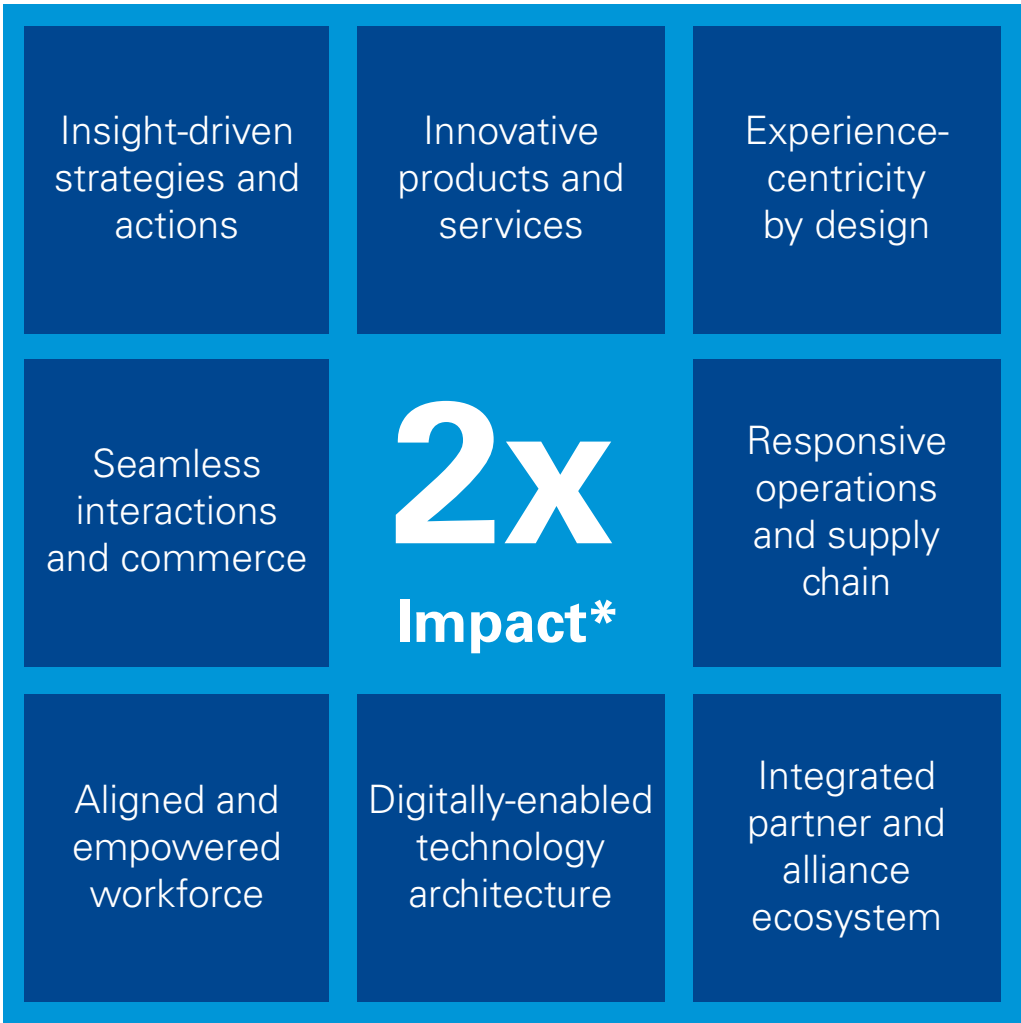 Insight-driven
strategies and
actions
Innovative
products and
services
Experience-
centricity
by design
Seamless
interactions
and commerce
2x
Impact*
Responsive
operations
and supply
chain
Aligned and
empowered
workforce
Digitally-enabled
technology
architecture
Integrated
partner and
alliance
ecosystem